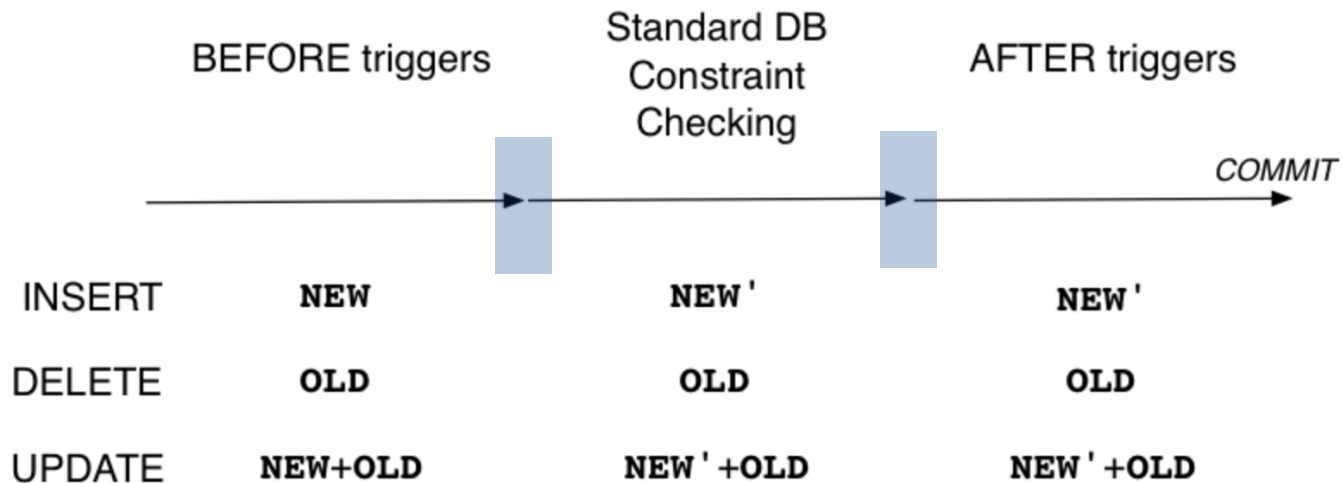 BEFORE triggers
Standard DB
Constraint
Checking
AFTER triggers
COMMIT
INSERT NEW NEW' NEW'
DELETE OLD OLD OLD
UPDATE NEW+OLD NEW'+OLD NEW'+OLD